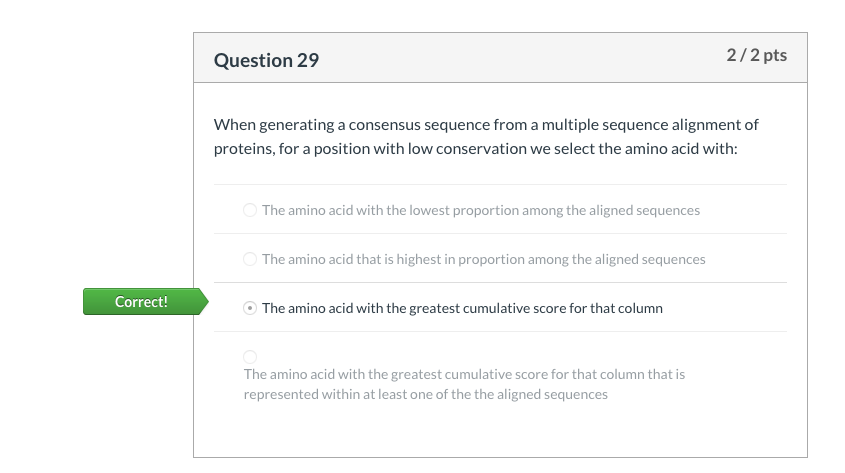 Question 29
2 / 2 pts
When generating a consensus sequence from a multiple sequence alignment of
proteins, for a position with low conservation we select the amino acid with:
The amino acid with the lowest proportion among the aligned sequences
The amino acid that is highest in proportion among the aligned sequences
Correct!
The amino acid with the greatest cumulative score for that column
The amino acid with the greatest cumulative score for that column that is
represented within at least one of the the aligned sequences